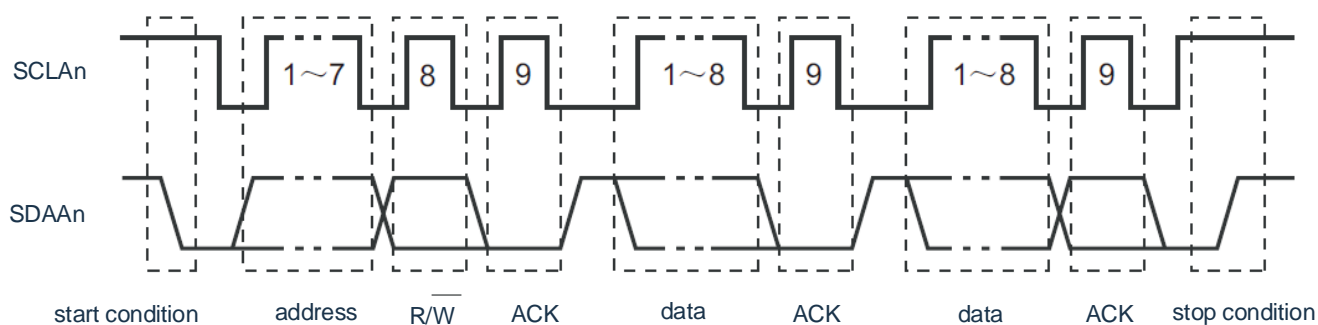 SCLAn
1～7 8 9 1～8 9 1～8 9
SDAAn
start condition address R/W̅ ACK data ACK data ACK stop condition